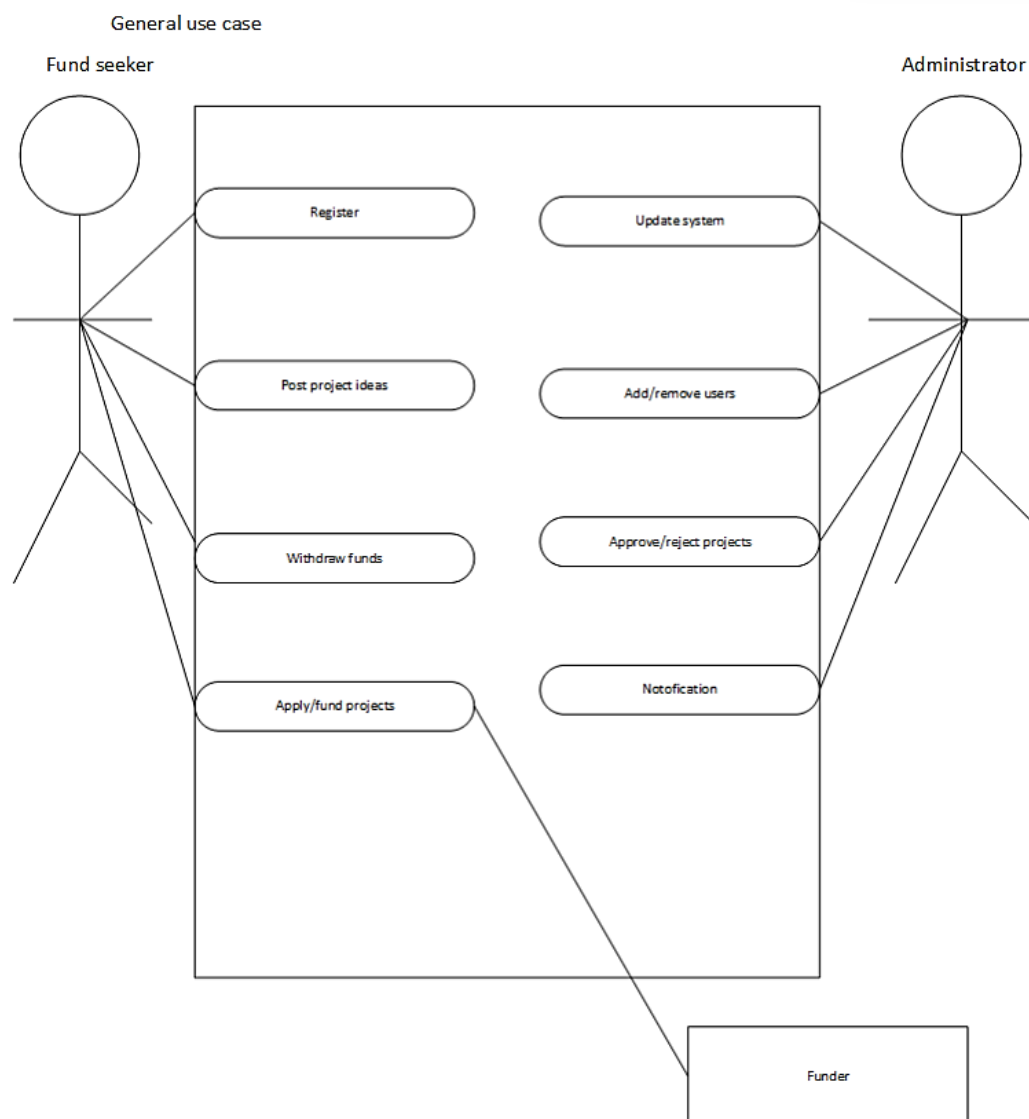 General use case
Fund seeker
Administrator
Register
Update system
Post project ideas
Add/remove users
Withdraw funds
Approve/reject projects
Apply/fund projects
Notofication
Funder